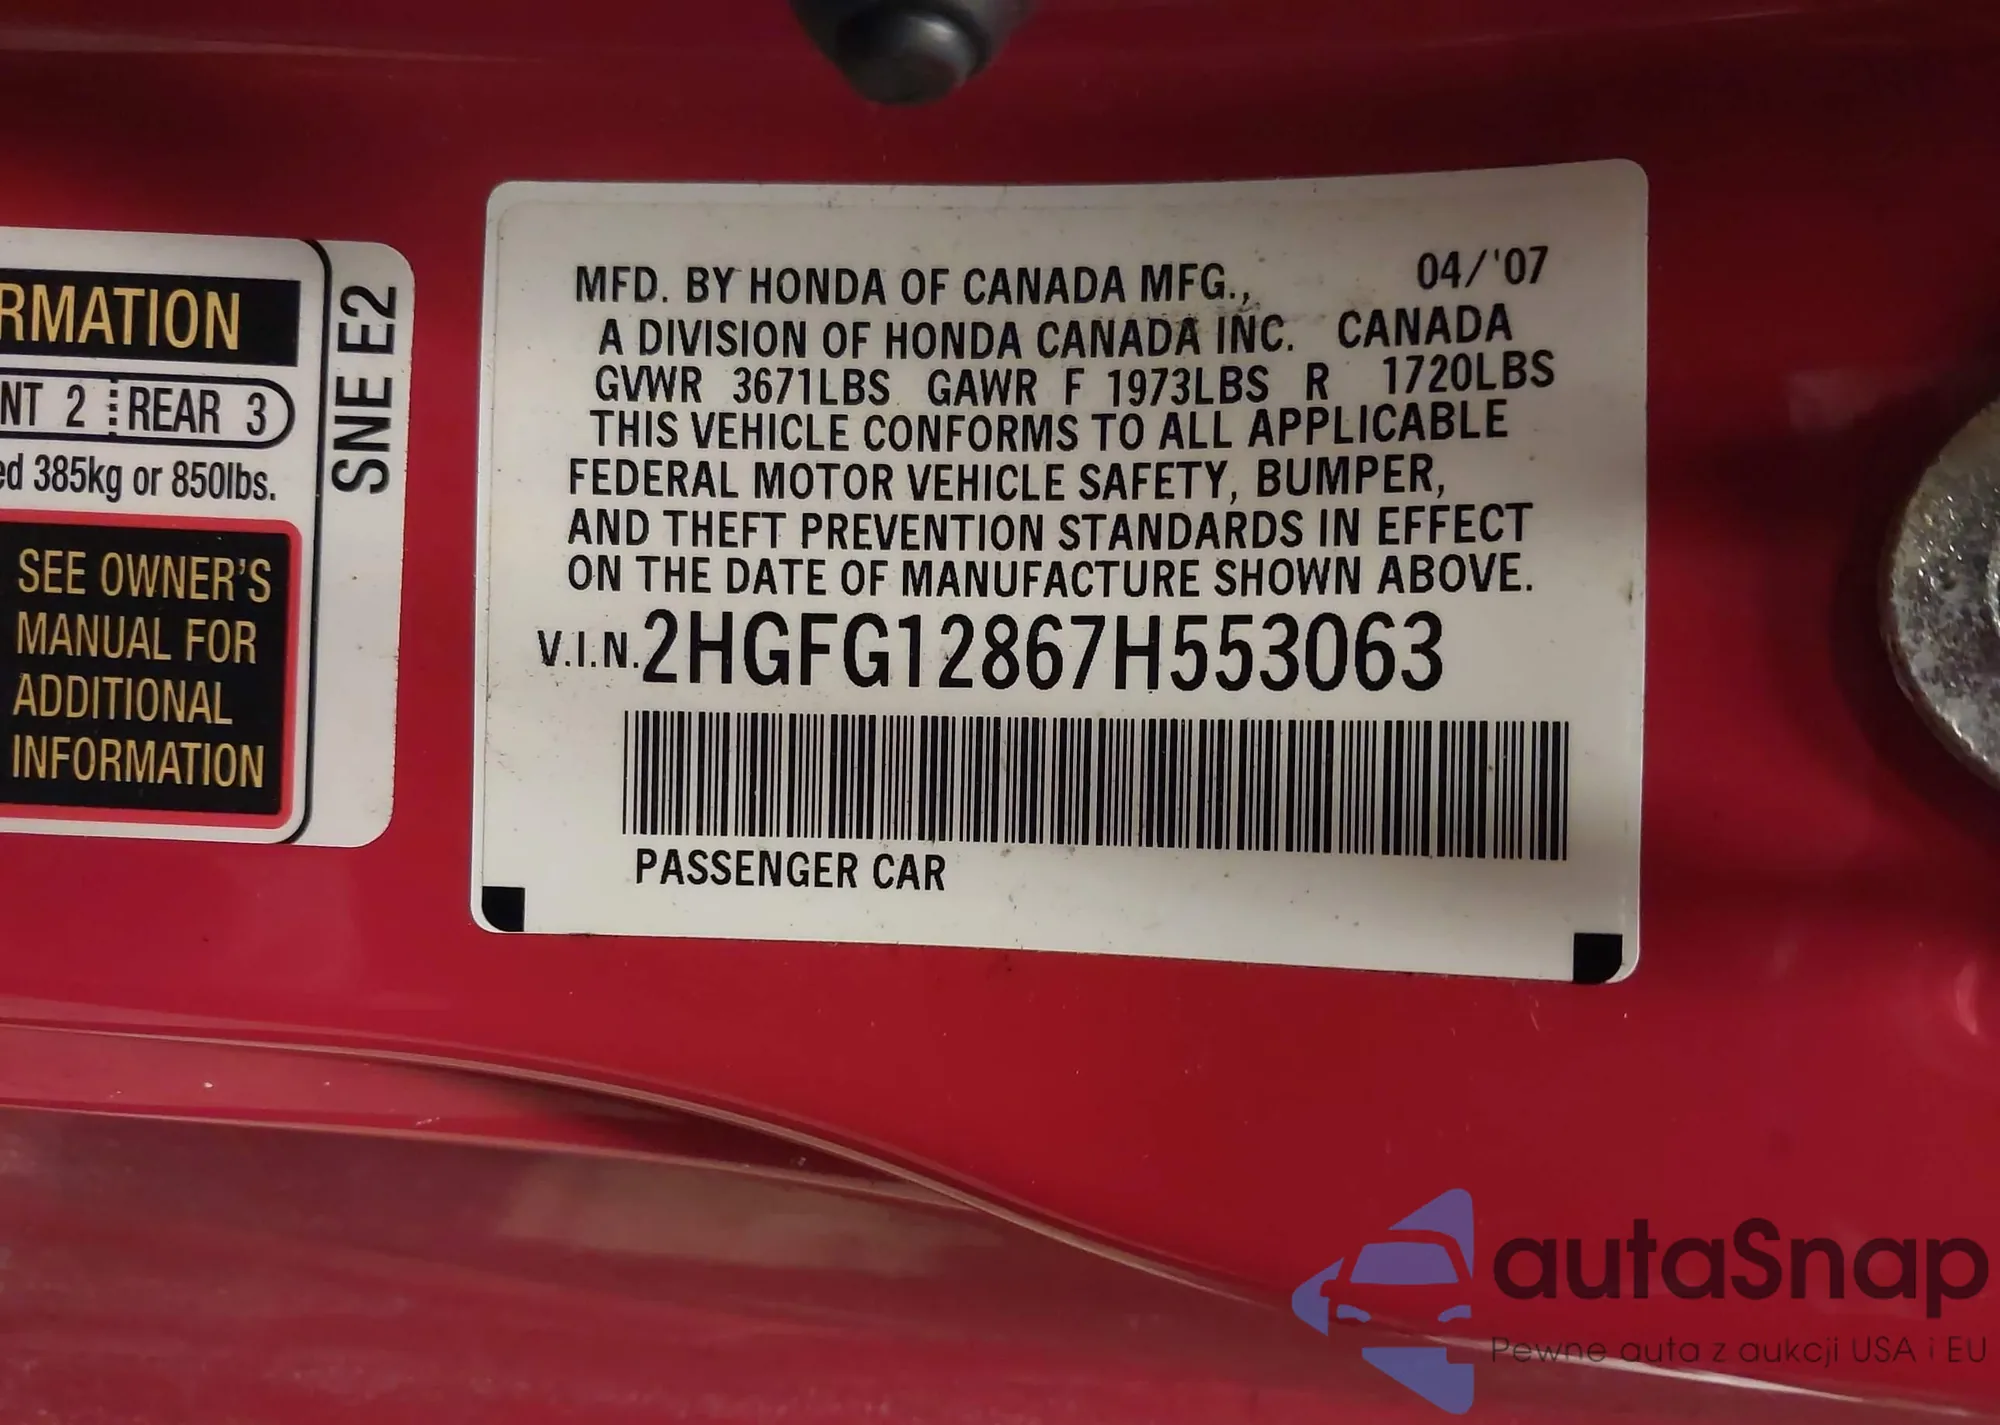 RMATION
NT 2 REAR 3
ed 385kg or 850lbs.
SEE OWNER'S
MANUAL FOR
ADDITIONAL
INFORMATION
SNE E2
MFD. BY HONDA OF CANADA MFG., 04/'07
A DIVISION OF HONDA CANADA INC. CANADA
GVWR 3671LBS GAWR F 1973LBS R 1720LBS
THIS VEHICLE CONFORMS TO ALL APPLICABLE
FEDERAL MOTOR VEHICLE SAFETY, BUMPER,
AND THEFT PREVENTION STANDARDS IN EFFECT
ON THE DATE OF MANUFACTURE SHOWN ABOVE.
V.I.N. 2HGFG12867H553063
PASSENGER CAR
autaSnap
Pewne auta z aukcji USA i EU